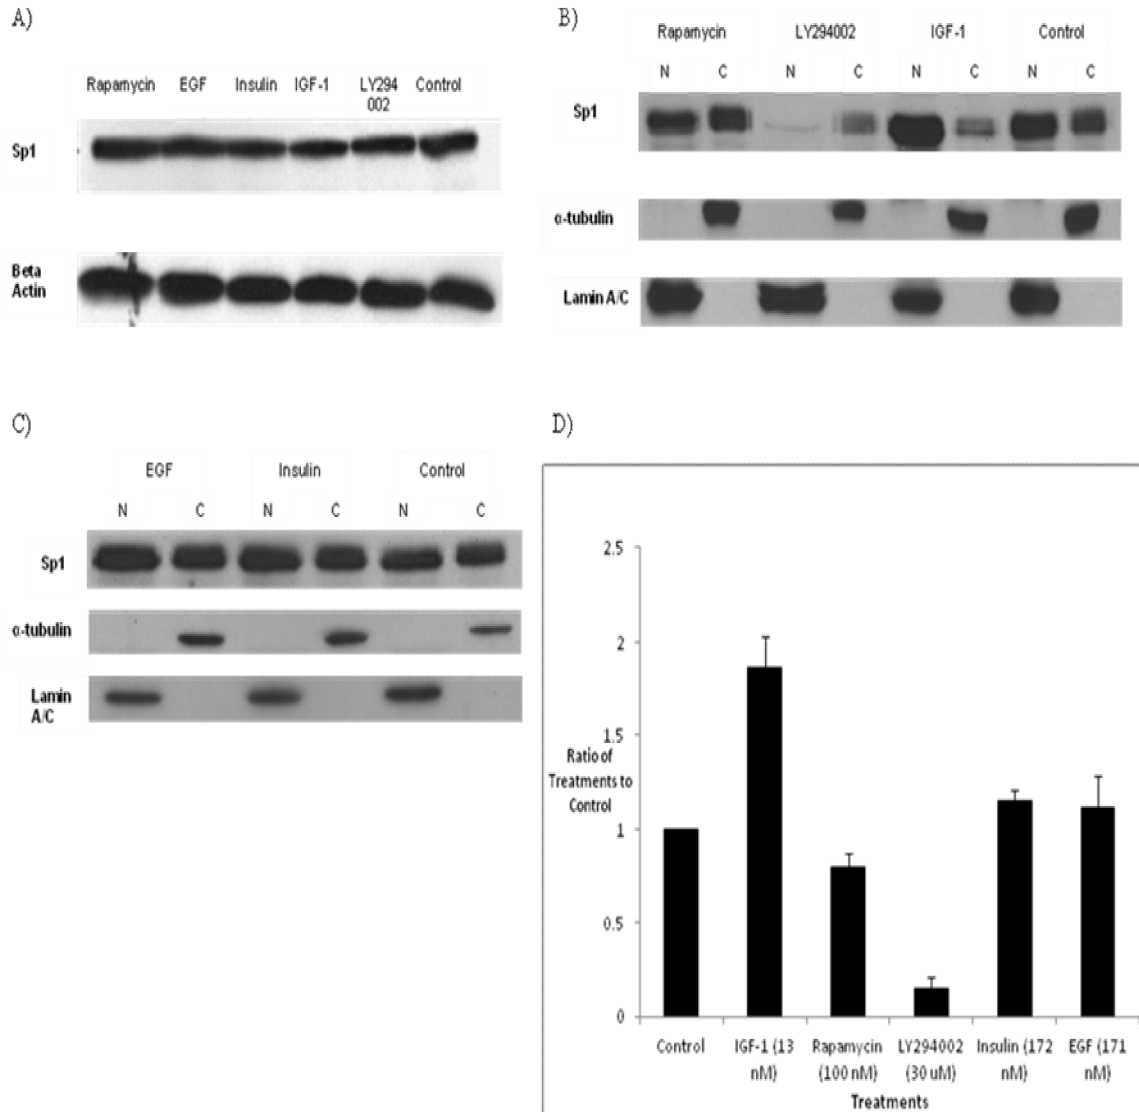 A)
Rapamycin EGF Insulin IGF-1 LY294 Control
002
Sp1
Beta
Actin
B)
Rapamycin LY294002 IGF-1 Control
N C N C N C N C
Sp1
α-tubulin
Lamin A/C
C)
EGF Insulin Control
N C N C N C
Sp1
α-tubulin
Lamin
A/C
D)
2.5
2
1.5
1
0.5
0
Ratio of
Treatments to
Control
Control IGF-1 (13 Rapamycin LY294002 Insulin (172 EGF (171
nM) (100 nM) (30 uM) nM) nM)
Treatments